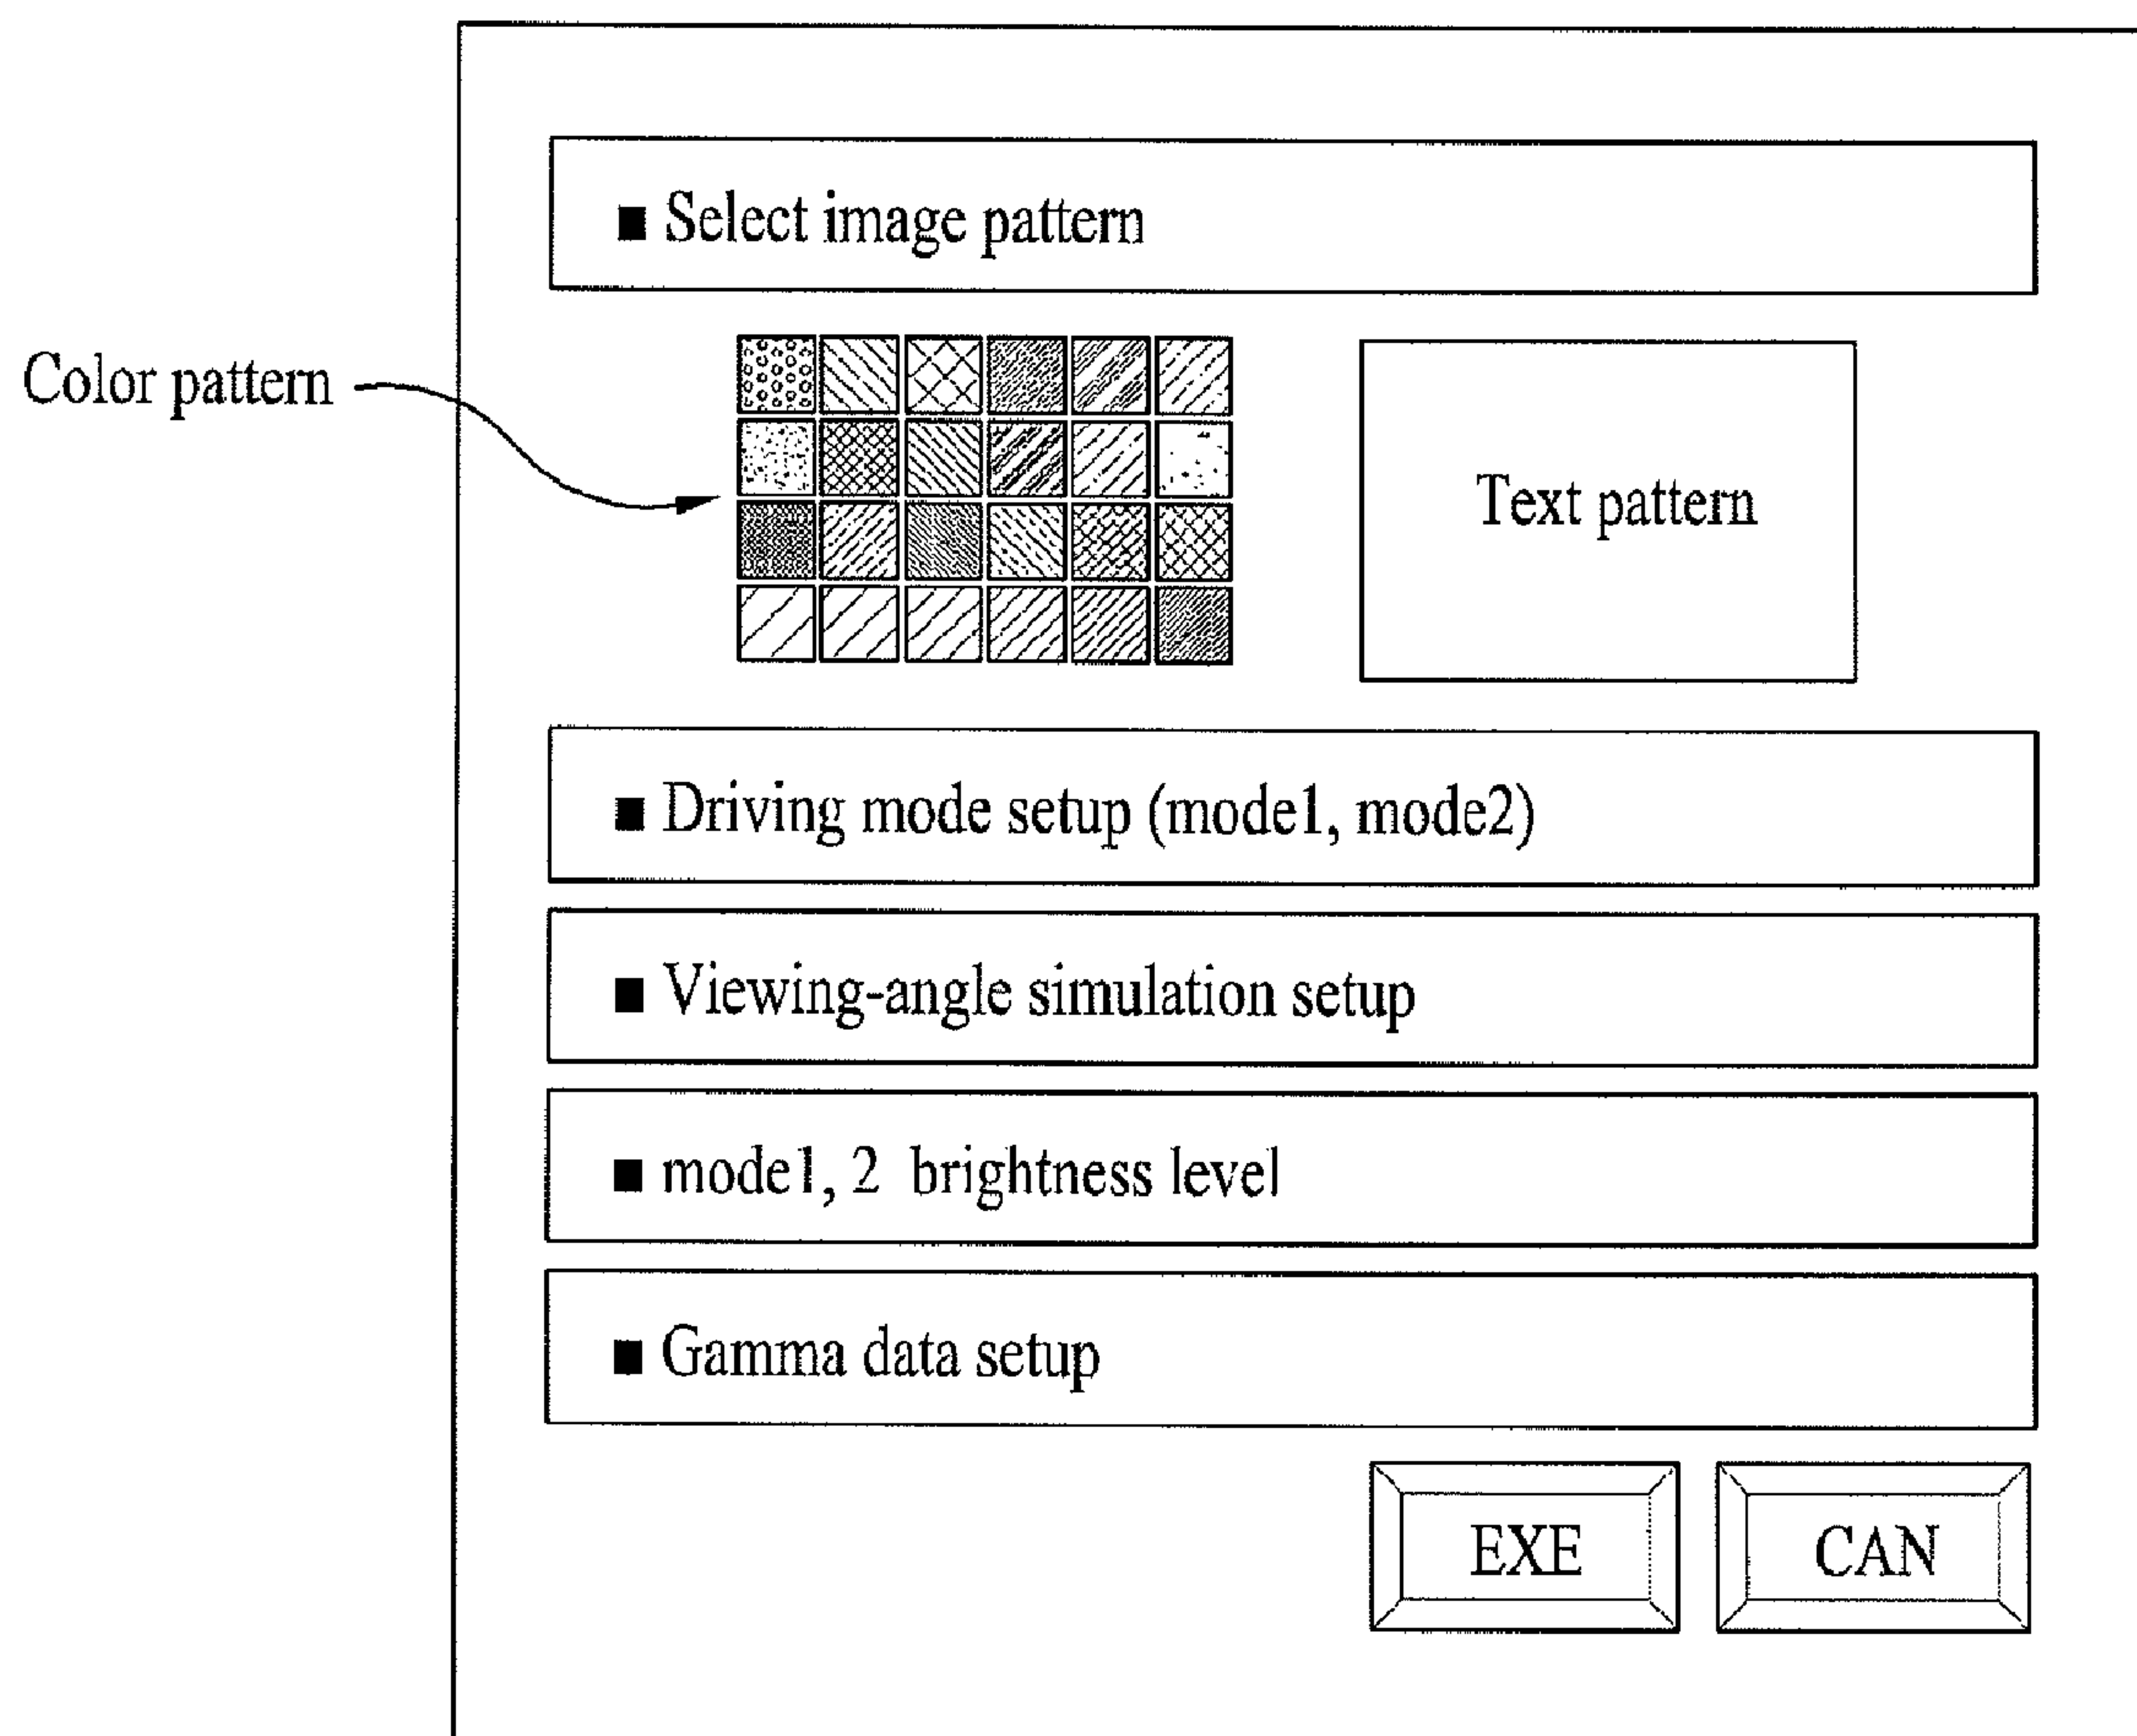 ■ Select image pattern
Color pattern
Text pattern
■ Driving mode setup (mode1, mode2)
■ Viewing-angle simulation setup
■ mode1, 2 brightness level
■ Gamma data setup
EXE
CAN